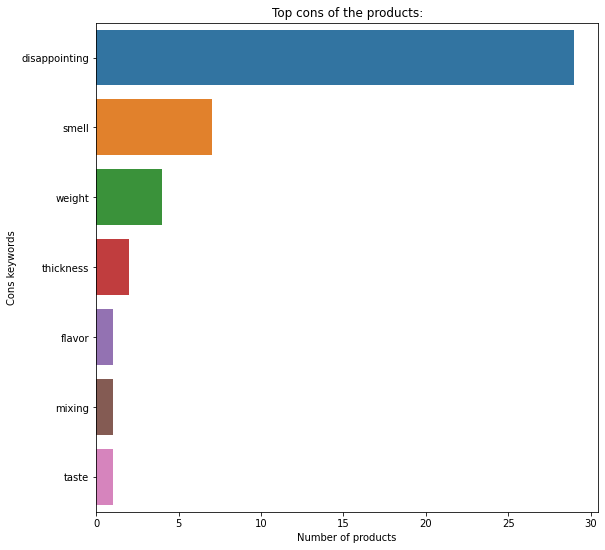 Top cons of the products:
disappointing
smell
weight
thickness
flavor
mixing
taste
Cons keywords
0 5 10 15 20 25 30
Number of products